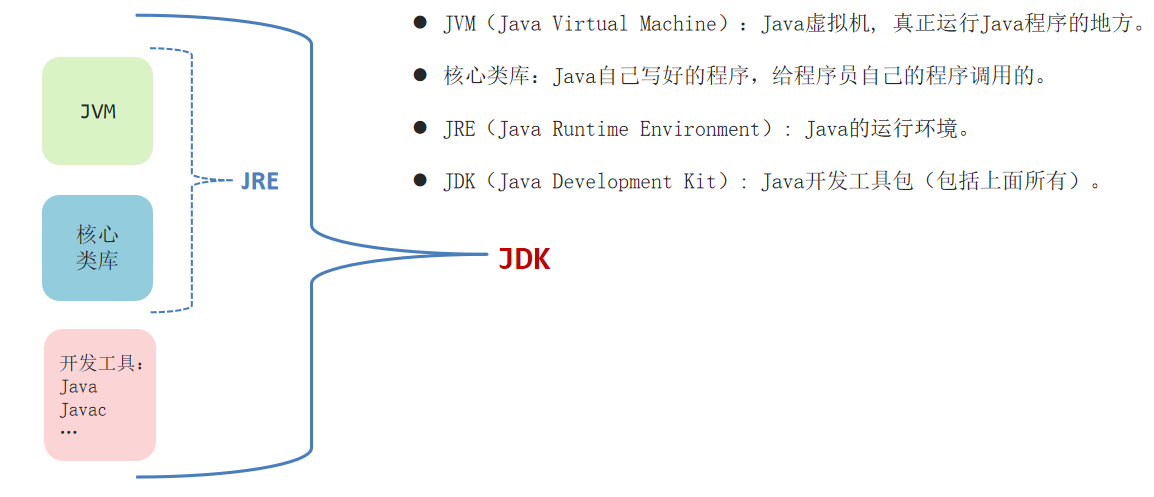 JVM
核心
类库
开发工具:
Java
Javac
…
JRE
JDK
● JVM（Java Virtual Machine）: Java虚拟机, 真正运行Java程序的地方。
● 核心类库: Java自己写好的程序, 给程序员自己的程序调用的。
● JRE（Java Runtime Environment）: Java的运行环境。
● JDK（Java Development Kit）: Java开发工具包（包括上面所有）。